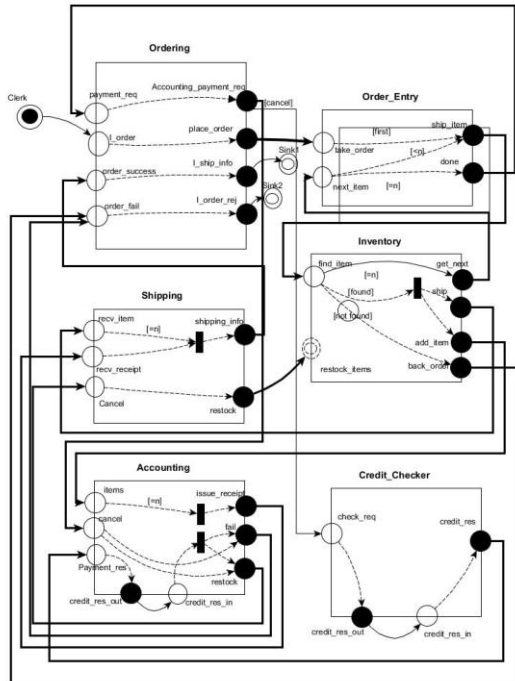 Ordering
Clerk
payment_req
Accounting_payment_req
[cancel]
I_order
place_order
order_success
I_ship_info
Sink1
order_fail
I_order_rej
Sink2
Order_Entry
ship_item
[first]
take_order
[<n]
done
next_item
[=n]
Inventory
find_item
get_next
[=n]
[found]
ship
[not found]
add_item
restock_items
back_order
Shipping
recv_item
[=n]
shipping_info
recv_receipt
Cancel
restock
Accounting
items
issue_receipt
[=n]
cancel
fail
Payment_res
restock
credit_res_out
credit_res_in
Credit_Checker
check_req
credit_res
credit_res_out
credit_res_in